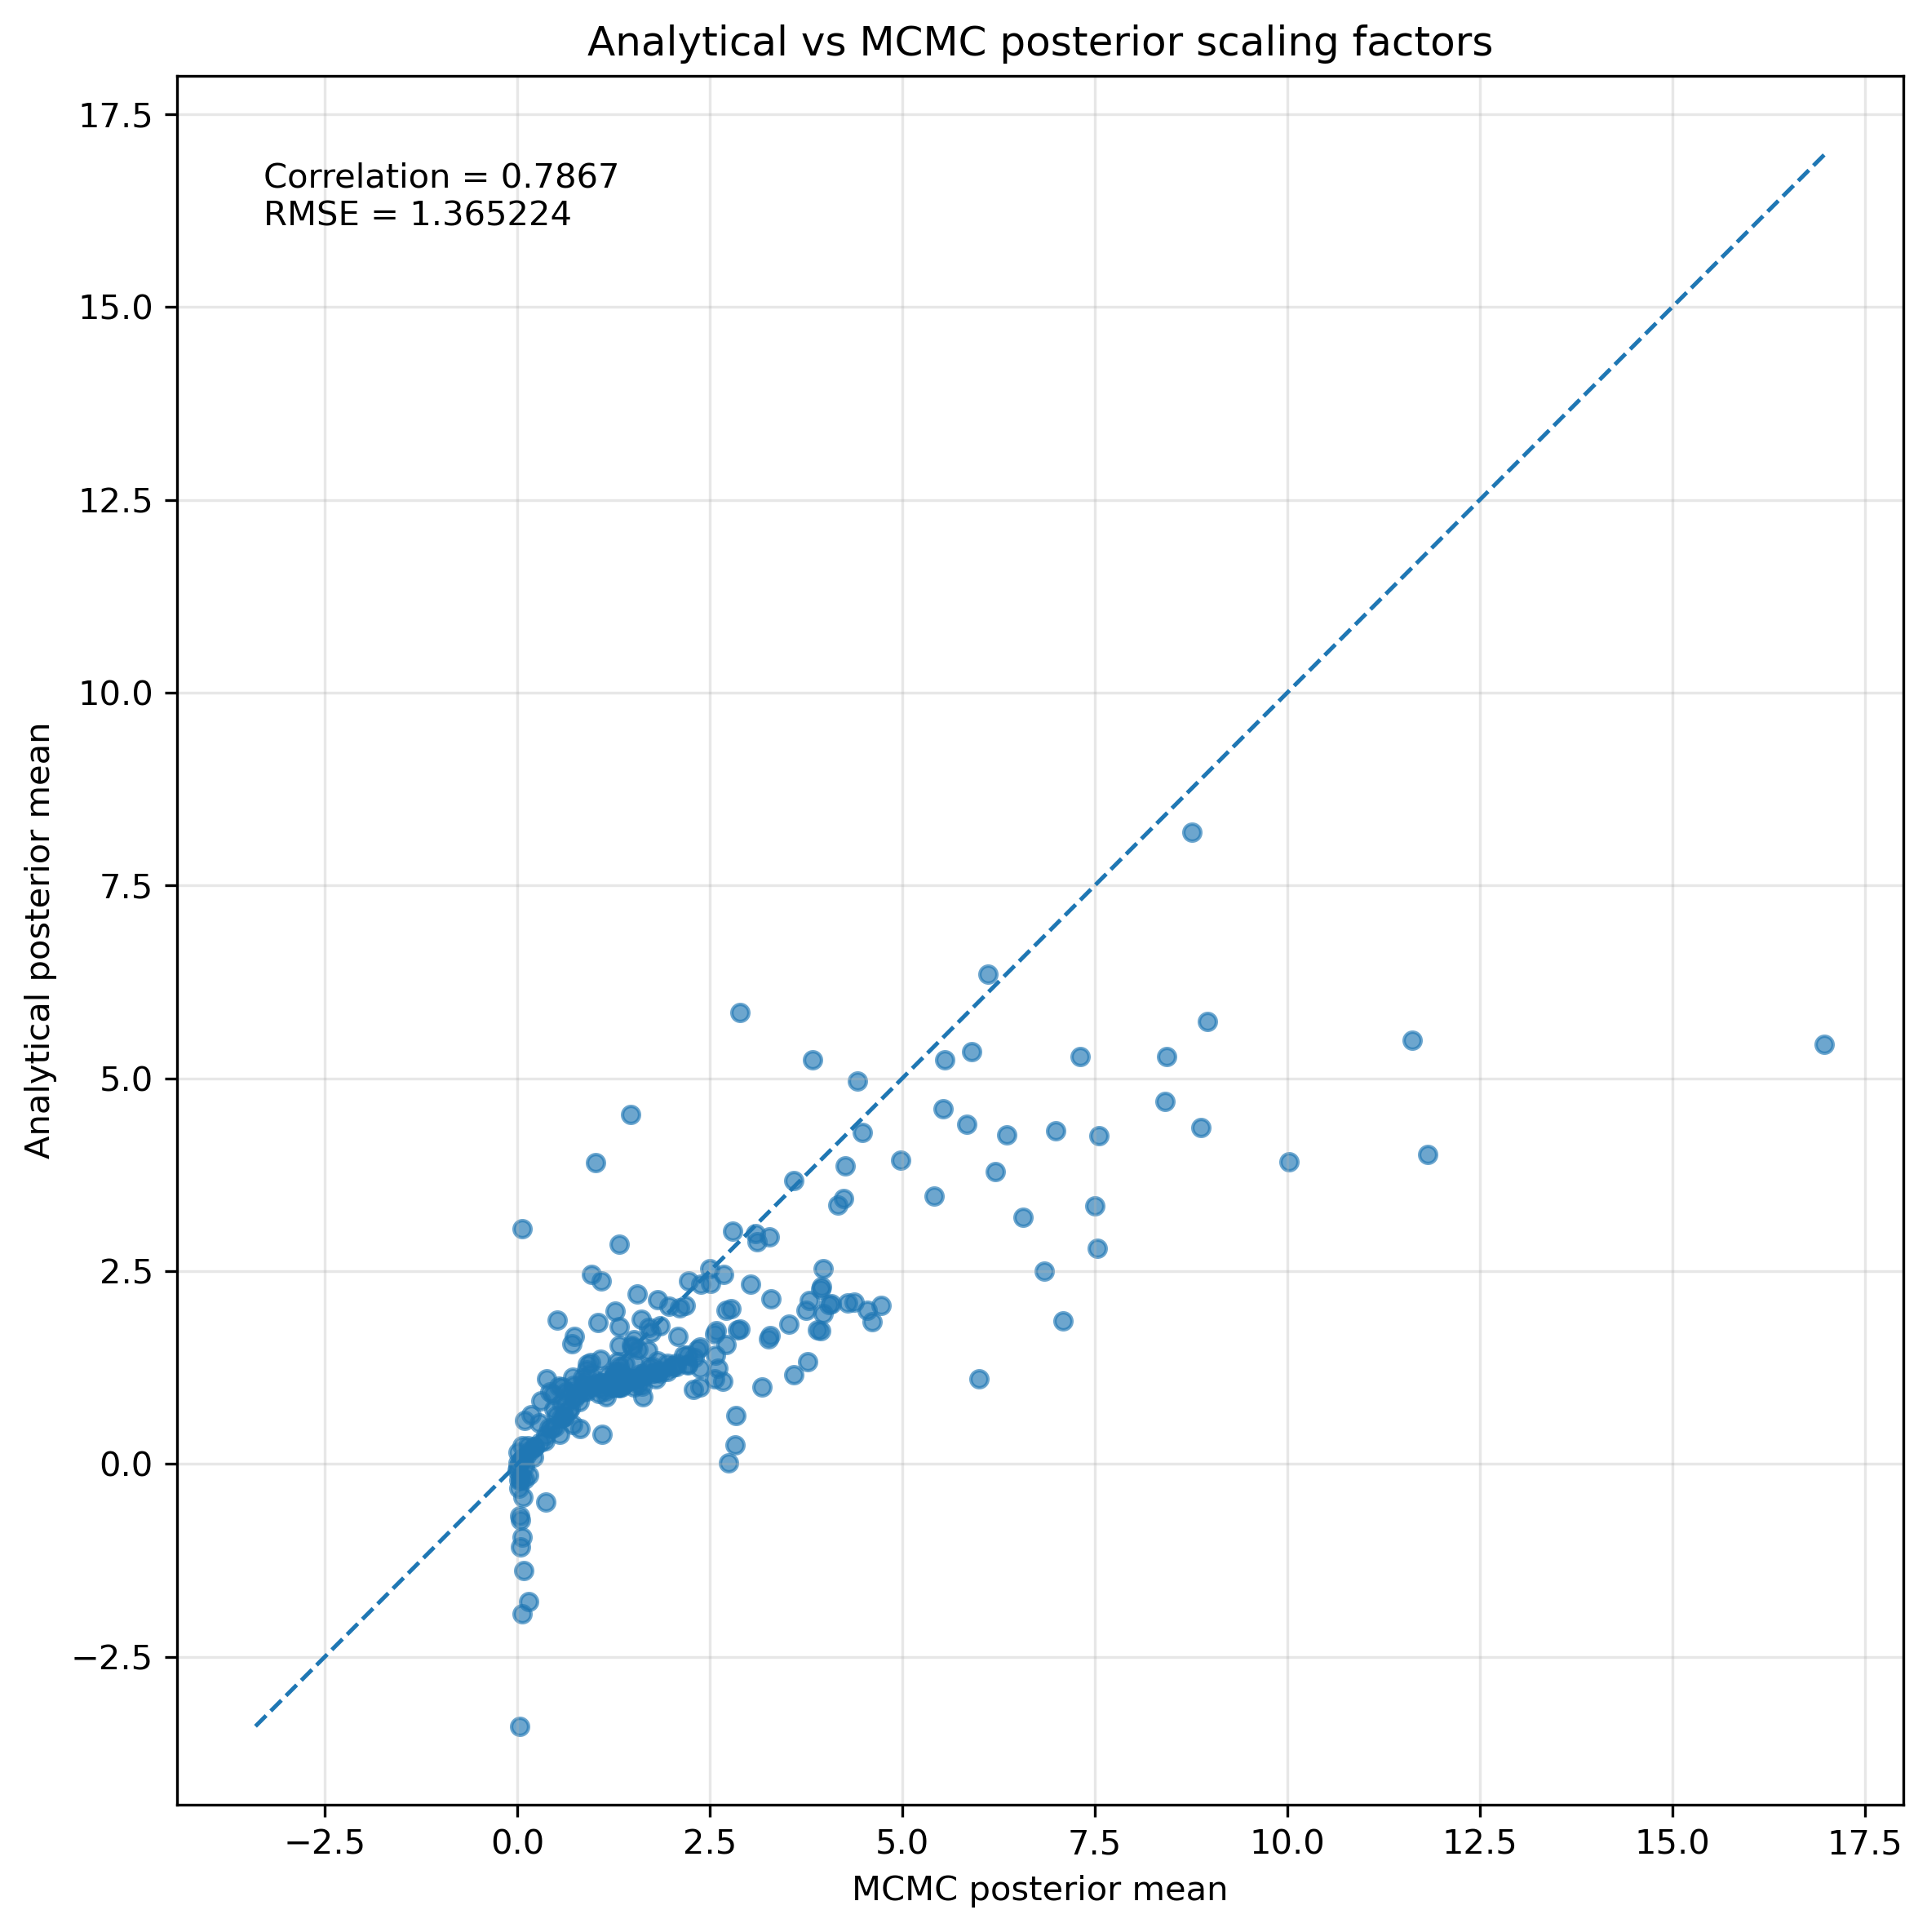 Analytical vs MCMC posterior scaling factors
Correlation = 0.7867
RMSE = 1.365224
Analytical posterior mean
17.5
15.0
12.5
10.0
7.5
5.0
2.5
0.0
−2.5
−2.5 0.0 2.5 5.0 7.5 10.0 12.5 15.0 17.5
MCMC posterior mean